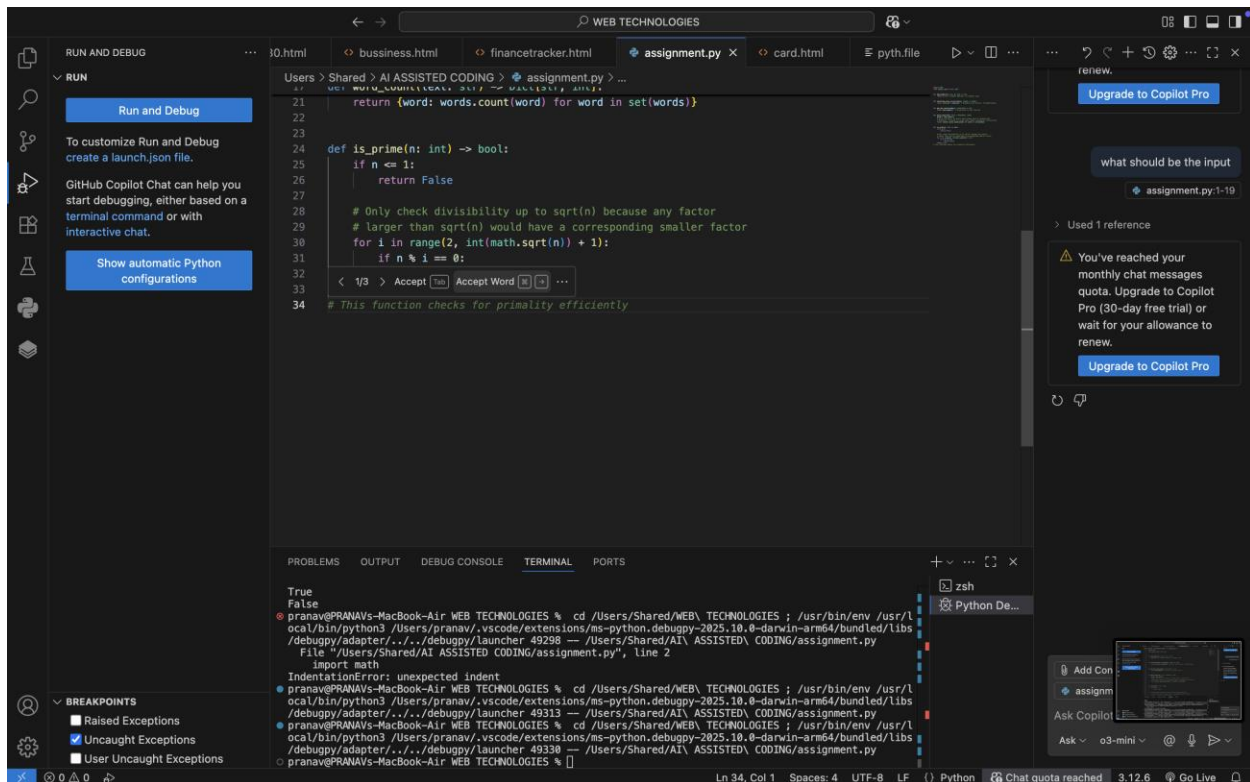 WEB TECHNOLOGIES
RUN AND DEBUG
RUN
Run and Debug
To customize Run and Debug
create a launch.json file.
GitHub Copilot Chat can help you
start debugging, either based on a
terminal command or with
interactive chat.
Show automatic Python
configurations
BREAKPOINTS
Raised Exceptions
Uncaught Exceptions
User Uncaught Exceptions
30.html bussiness.html financetracker.html assignment.py card.html pyth.file
Users > Shared > AI ASSISTED CODING > assignment.py > ...
17 def word_count(text: str) -> Dict[str, int]:
21 return {word: words.count(word) for word in set(words)}
22
23
24 def is_prime(n: int) -> bool:
25 if n <= 1:
26 return False
27
28 # Only check divisibility up to sqrt(n) because any factor
29 # larger than sqrt(n) would have a corresponding smaller factor
30 for i in range(2, int(math.sqrt(n)) + 1):
31 if n % i == 0:
32
< 1/3 > Accept Tab Accept Word ⌘ → ...
33
34 # This function checks for primality efficiently
PROBLEMS OUTPUT DEBUG CONSOLE TERMINAL PORTS
True
False
pranav@PRANAVs-MacBook-Air WEB TECHNOLOGIES % cd /Users/Shared/WEB\ TECHNOLOGIES ; /usr/bin/env /usr/l
ocal/bin/python3 /Users/pranav/.vscode/extensions/ms-python.debugpy-2025.10.0-darwin-arm64/bundled/libs
/debugpy/adapter/../../debugpy/launcher 49298 -- /Users/Shared/AI\ ASSISTED\ CODING/assignment.py
File "/Users/Shared/AI ASSISTED CODING/assignment.py", line 2
import math
IndentationError: unexpected indent
pranav@PRANAVs-MacBook-Air WEB TECHNOLOGIES % cd /Users/Shared/WEB\ TECHNOLOGIES ; /usr/bin/env /usr/l
ocal/bin/python3 /Users/pranav/.vscode/extensions/ms-python.debugpy-2025.10.0-darwin-arm64/bundled/libs
/debugpy/adapter/../../debugpy/launcher 49313 -- /Users/Shared/AI\ ASSISTED\ CODING/assignment.py
pranav@PRANAVs-MacBook-Air WEB TECHNOLOGIES % cd /Users/Shared/WEB\ TECHNOLOGIES ; /usr/bin/env /usr/l
ocal/bin/python3 /Users/pranav/.vscode/extensions/ms-python.debugpy-2025.10.0-darwin-arm64/bundled/libs
/debugpy/adapter/../../debugpy/launcher 49330 -- /Users/Shared/AI\ ASSISTED\ CODING/assignment.py
pranav@PRANAVs-MacBook-Air WEB TECHNOLOGIES %
zsh
Python De...
renew.
Upgrade to Copilot Pro
what should be the input
assignment.py:1-19
Used 1 reference
You've reached your
monthly chat messages
quota. Upgrade to Copilot
Pro (30-day free trial) or
wait for your allowance to
renew.
Upgrade to Copilot Pro
Add Con
assignm
Ask Copilot
Ask o3-mini
0 0 Ln 34, Col 1 Spaces: 4 UTF-8 LF {} Python Chat quota reached 3.12.6 Go Live